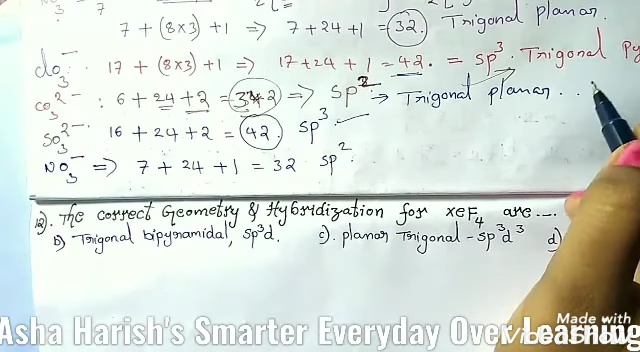 7 + (8×3) +1 => 7+24+1 = 32. Trigonal planar.
ClO₃⁻ 17 + (8×3) +1 => 17+24+1 = 42. = sp³. Trigonal Py
CO₃²⁻ : 6 + 24 + 2 = 32 => sp² => Trigonal planar...
SO₃²⁻ 16 + 24 + 2 = 42 sp³
NO₃⁻ => 7 + 24 + 1 = 32 sp².
12). The correct Geometry & Hybridization for XeF₄ are....
b) Trigonal bipyramidal, sp³d. c). planar Trigonal - sp³d³ d)
Made with
Asha Harish's Smarter Everyday Over Learning